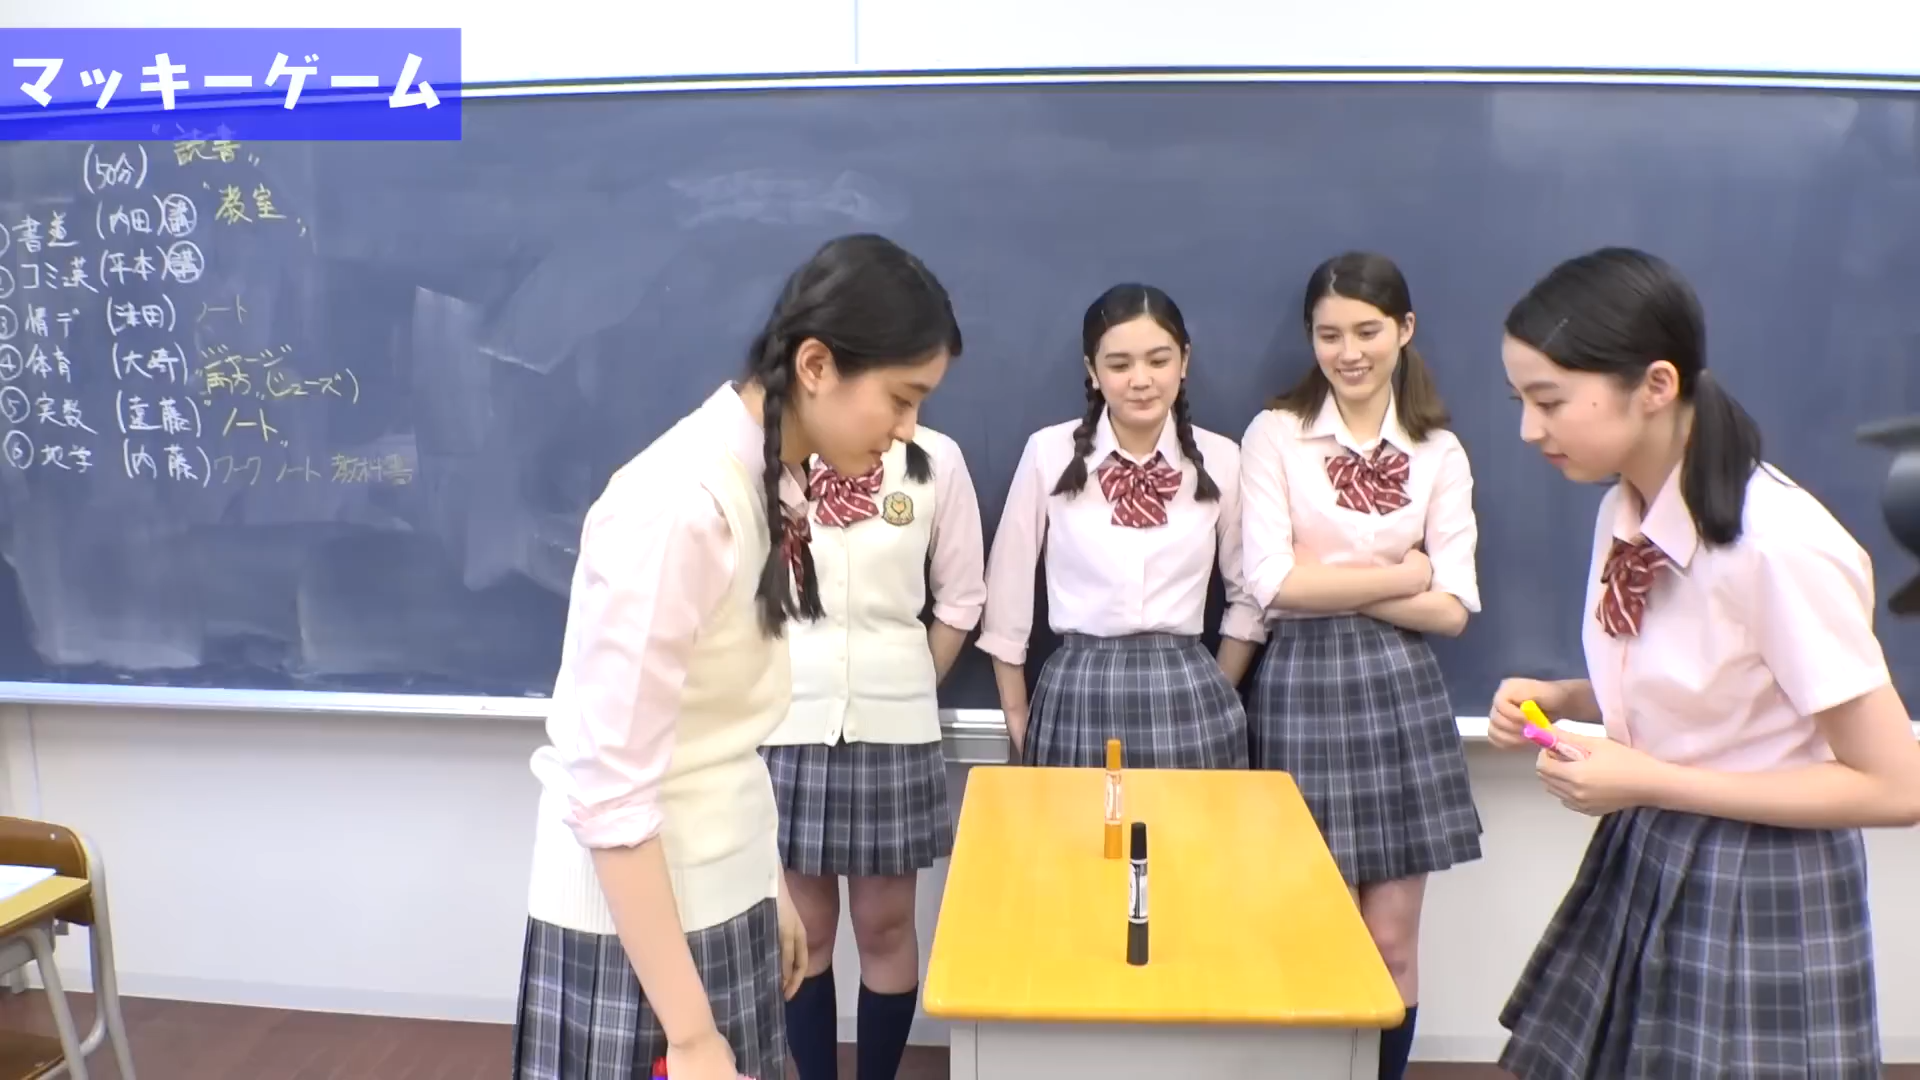 マッキーゲーム
"読書"
(50分)
"教室"
書道 (内田)講
②コミ英 (平本)講
③情デ (津田) ノート
④体育 (大崎) "ジャージ
両方"(シューズ)
⑤実数 (遠藤) "ノート"
⑥地学 (内藤) ワーク ノート 教科書